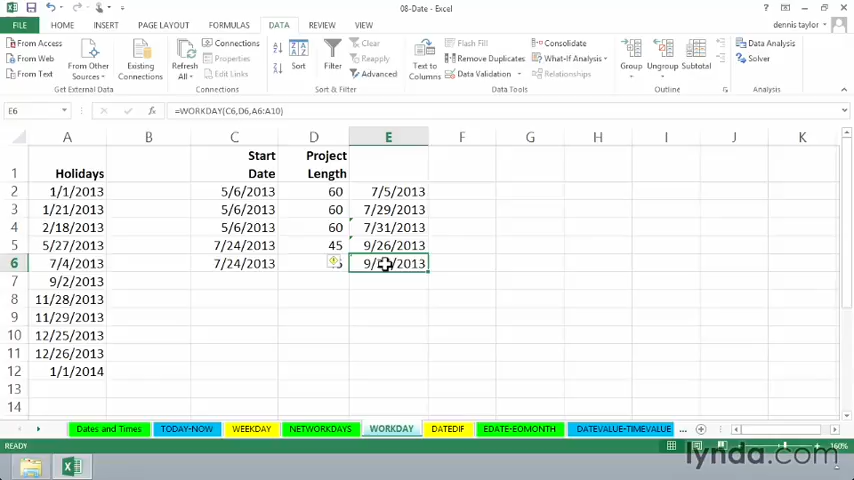 08-Date - Excel
dennis taylor
FILE HOME INSERT PAGE LAYOUT FORMULAS DATA REVIEW VIEW
From Access
From Web
From Text
From Other Sources
Existing Connections
Get External Data
Refresh All
Connections
Properties
Edit Links
Connections
Sort
Filter
Clear
Reapply
Advanced
Sort & Filter
Text to Columns
Flash Fill
Remove Duplicates
Data Validation
Consolidate
What-If Analysis
Relationships
Data Tools
Group
Ungroup
Subtotal
Outline
Data Analysis
Solver
Analysis
E6 fx =WORKDAY(C6,D6,A6:A10)
A B C D E F G H I J K
Start Project
1 Holidays Date Length
2 1/1/2013 5/6/2013 60 7/5/2013
3 1/21/2013 5/6/2013 60 7/29/2013
4 2/18/2013 5/6/2013 60 7/31/2013
5 5/27/2013 7/24/2013 45 9/26/2013
6 7/4/2013 7/24/2013
7 9/2/2013
8 11/28/2013
9 11/29/2013
10 12/25/2013
11 12/26/2013
12 1/1/2014
13
14
Dates and Times TODAY-NOW WEEKDAY NETWORKDAYS WORKDAY DATEDIF EDATE-EOMONTH DATEVALUE-TIMEVALUE ...
READY 160%
lynda.com